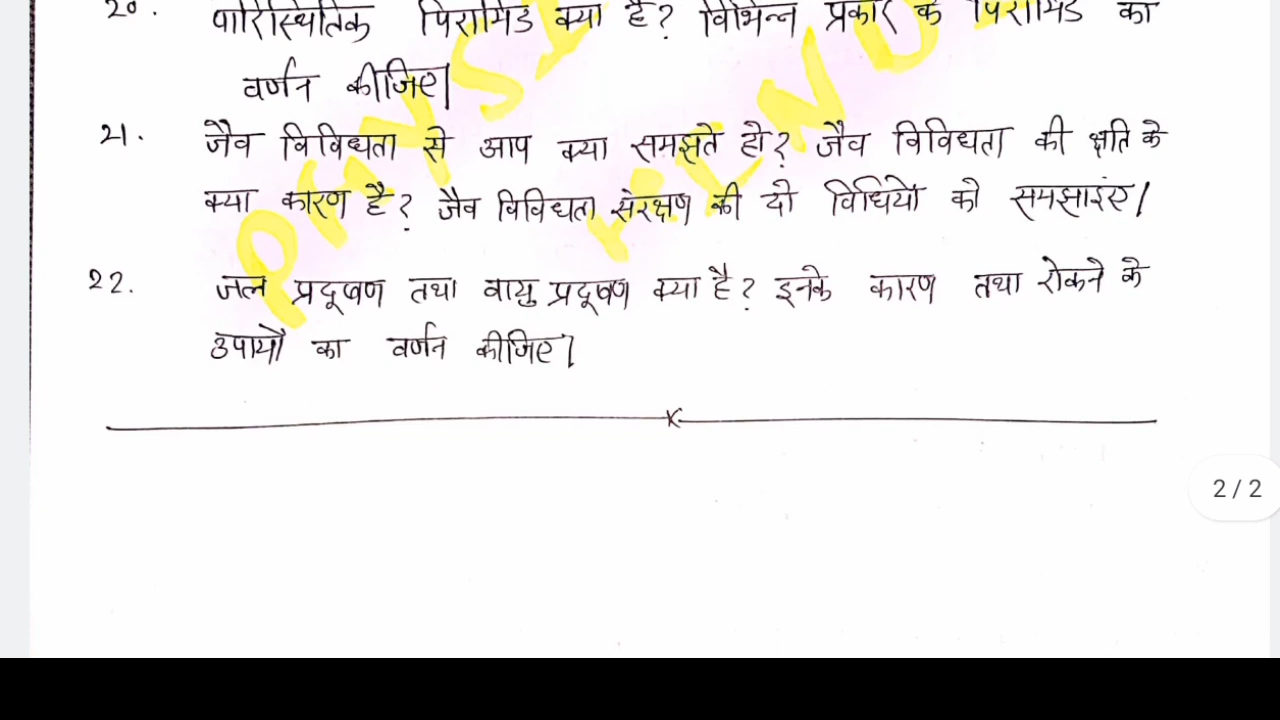 20. पारिस्थितिक पिरामिड क्या है? विभिन्न प्रकार के पिरामिड का
वर्णन कीजिए।
21. जैव विविधता से आप क्या समझते हो? जैव विविधता की क्षति के
क्या कारण है? जैव विविधता संरक्षण की दो विधियों को समझाइए।
22. जल प्रदूषण तथा वायु प्रदूषण क्या है? इनके कारण तथा रोकने के
उपायों का वर्णन कीजिए।
2/2